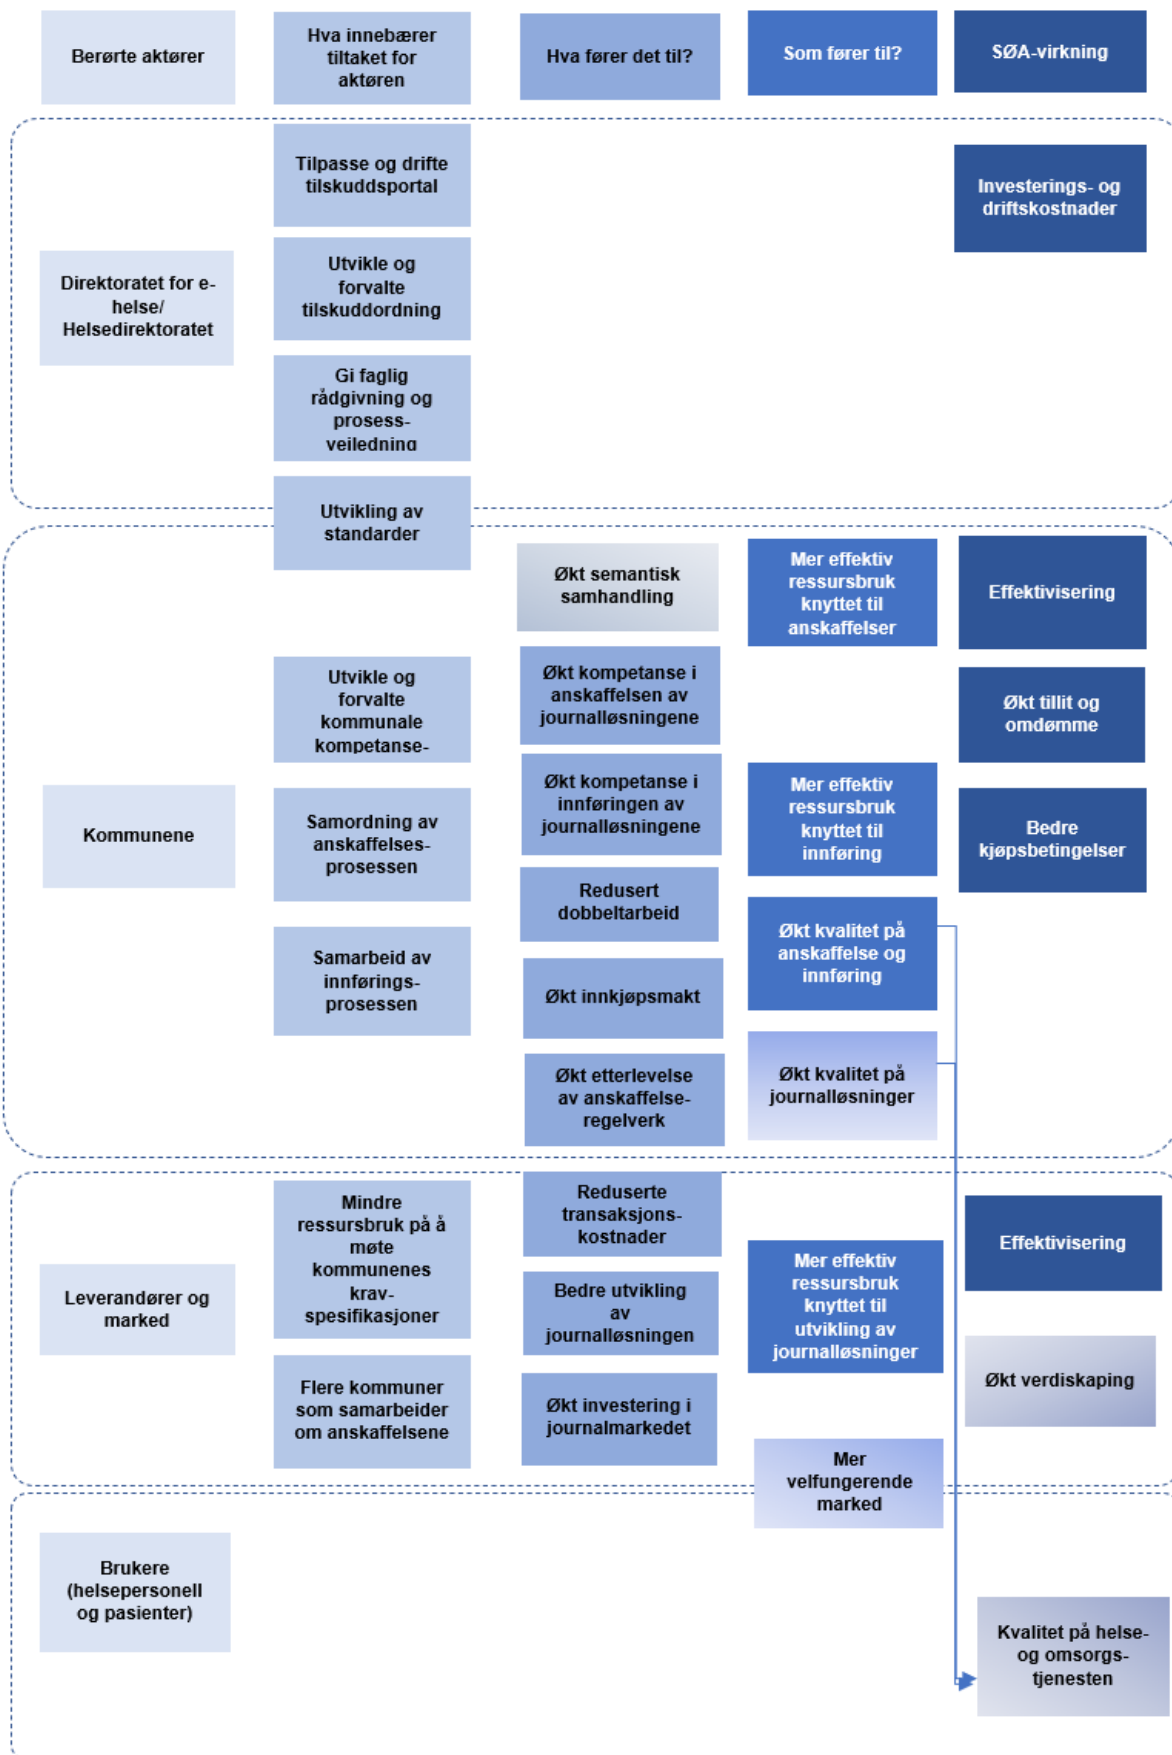 Berørte aktører
Hva innebærer
tiltaket for
aktøren
Hva fører det til?
Som fører til?
SØA-virkning
Direktoratet for e-
helse/
Helsedirektoratet
Tilpasse og drifte
tilskuddsportal
Utvikle og
forvalte
tilskuddordning
Gi faglig
rådgivning og
prosess-
veiledning
Utvikling av
standarder
Investerings- og
driftskostnader
Kommunene
Utvikle og
forvalte
kommunale
kompetanse-
Samordning av
anskaffelses-
prosessen
Samarbeid av
innførings-
prosessen
Økt semantisk
samhandling
Økt kompetanse i
anskaffelsen av
journalløsningene
Økt kompetanse i
innføringen av
journalløsningene
Redusert
dobbeltarbeid
Økt innkjøpsmakt
Økt etterlevelse
av anskaffelse-
regelverk
Mer effektiv
ressursbruk
knyttet til
anskaffelser
Mer effektiv
ressursbruk
knyttet til
innføring
Økt kvalitet på
anskaffelse og
innføring
Økt kvalitet på
journalløsninger
Effektivisering
Økt tillit og
omdømme
Bedre
kjøpsbetingelser
Leverandører og
marked
Mindre
ressursbruk på å
møte
kommunenes
krav-
spesifikasjoner
Flere kommuner
som samarbeider
om anskaffelsene
Reduserte
transaksjons-
kostnader
Bedre utvikling
av
journalløsningen
Økt investering i
journalmarkedet
Mer effektiv
ressursbruk
knyttet til
utvikling av
journalløsninger
Mer
velfungerende
marked
Effektivisering
Økt verdiskaping
Brukere
(helsepersonell
og pasienter)
Kvalitet på helse-
og omsorgs-
tjenesten